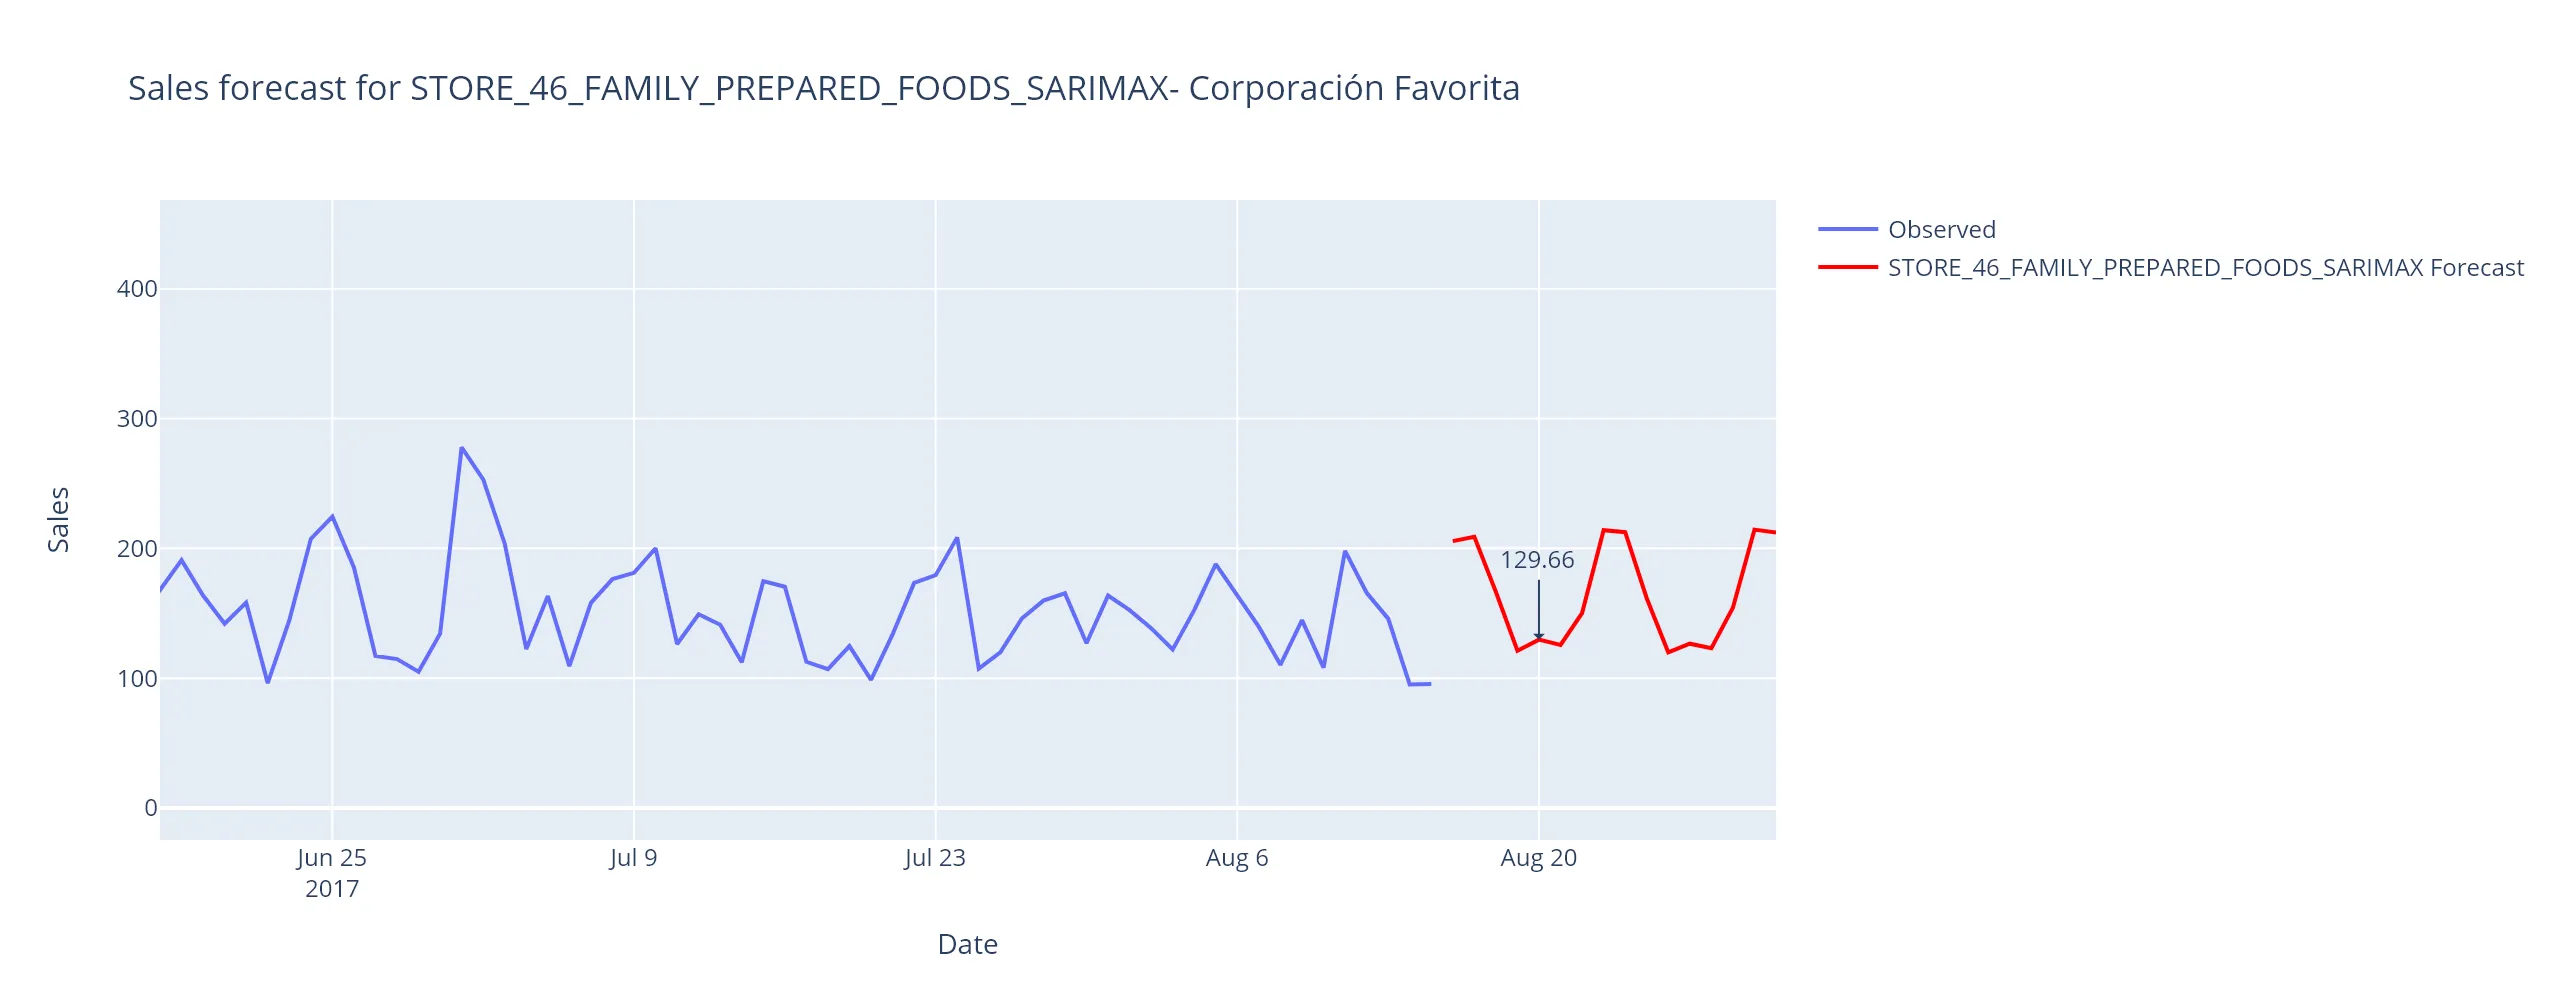 Sales forecast for STORE_46_FAMILY_PREPARED_FOODS_SARIMAX- Corporación Favorita
Observed
STORE_46_FAMILY_PREPARED_FOODS_SARIMAX Forecast
400
300
200
100
0
Sales
129.66
Jun 25
2017
Jul 9
Jul 23
Aug 6
Aug 20
Date